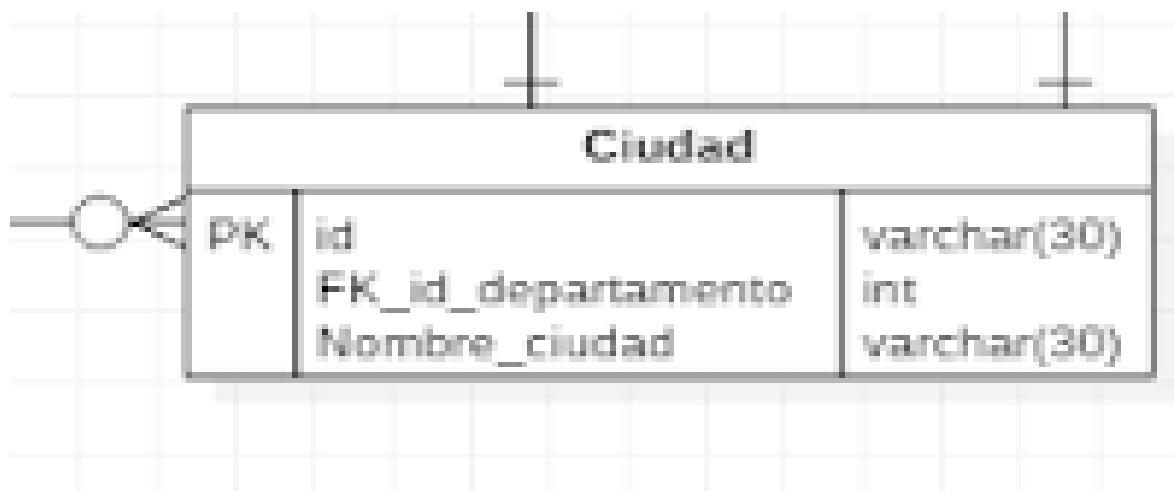 Ciudad
PK id varchar(30)
FK_id_departamento int
Nombre_ciudad varchar(30)